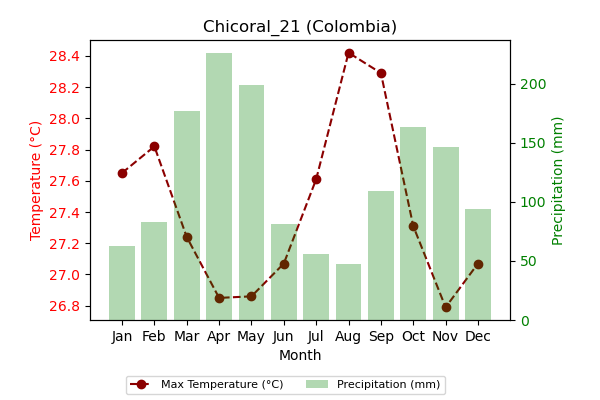 Chicoral_21 (Colombia)
28.4
28.2
28.0
27.8
27.6
27.4
27.2
27.0
26.8
Temperature (°C)
200
150
100
50
0
Precipitation (mm)
Jan Feb Mar Apr May Jun Jul Aug Sep Oct Nov Dec
Month
Max Temperature (°C) Precipitation (mm)